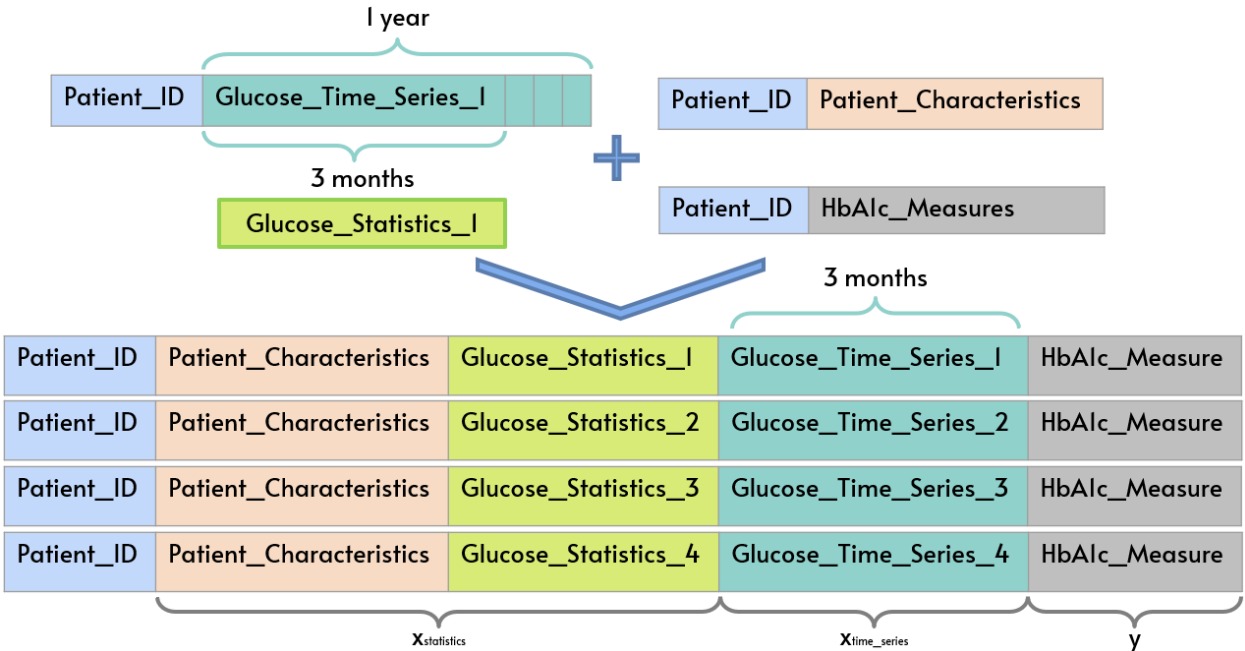 1 year
Patient_ID Glucose_Time_Series_1
Patient_ID Patient_Characteristics
3 months
Glucose_Statistics_1
Patient_ID HbA1c_Measures
3 months
Patient_ID Patient_Characteristics Glucose_Statistics_1 Glucose_Time_Series_1 HbA1c_Measure
Patient_ID Patient_Characteristics Glucose_Statistics_2 Glucose_Time_Series_2 HbA1c_Measure
Patient_ID Patient_Characteristics Glucose_Statistics_3 Glucose_Time_Series_3 HbA1c_Measure
Patient_ID Patient_Characteristics Glucose_Statistics_4 Glucose_Time_Series_4 HbA1c_Measure
xstatistics xtime_series y